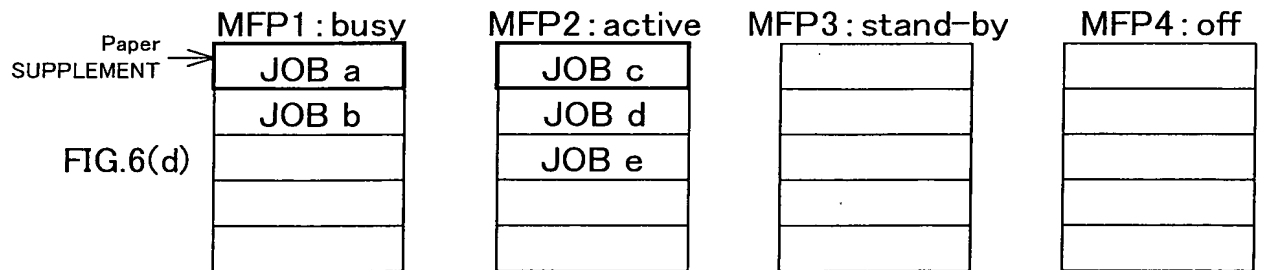 MFP1:busy MFP2:active MFP3:stand-by MFP4:off
Paper
SUPPLEMENT
JOB a JOB c
JOB b JOB d
FIG.6(d) JOB e